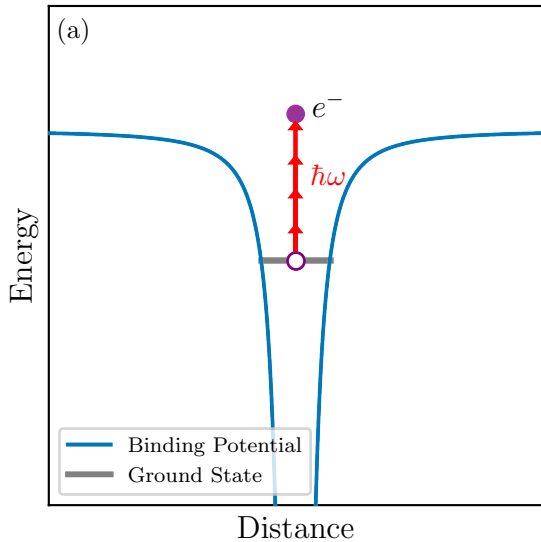 (a)
e−
ħω
Energy
Binding Potential
Ground State
Distance